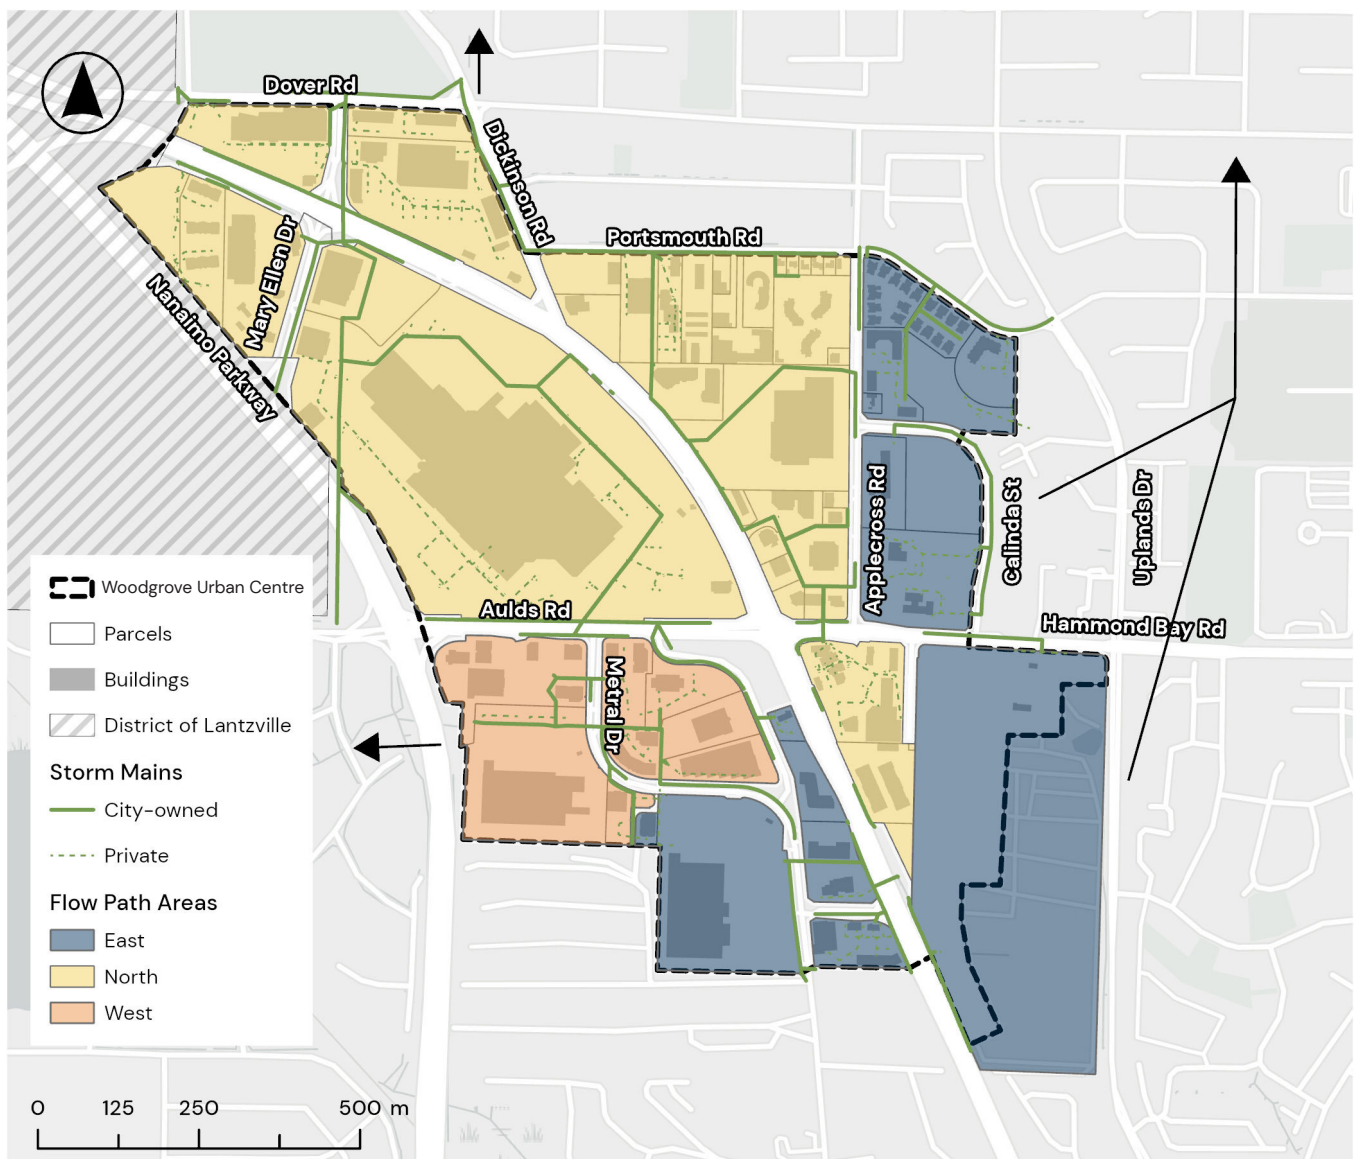 Dover Rd
Dickinson Rd
Portsmouth Rd
Mary Ellen Dr
Nanaimo Parkway
Applecross Rd
Calinda St
Uplands Dr
Aulds Rd
Hammond Bay Rd
Metral Dr
Woodgrove Urban Centre
Parcels
Buildings
District of Lantzville
Storm Mains
City-owned
Private
Flow Path Areas
East
North
West
0 125 250 500 m